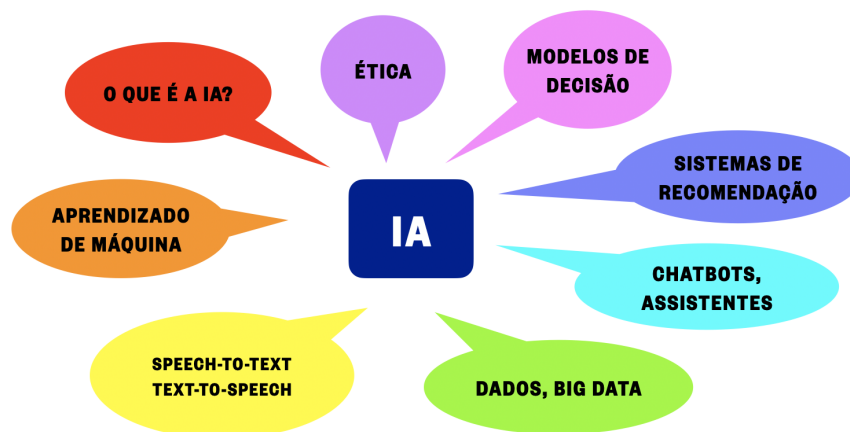 O QUE É A IA?
ÉTICA
MODELOS DE
DECISÃO
SISTEMAS DE
RECOMENDAÇÃO
APRENDIZADO
DE MÁQUINA
IA
CHATBOTS,
ASSISTENTES
SPEECH-TO-TEXT
TEXT-TO-SPEECH
DADOS, BIG DATA